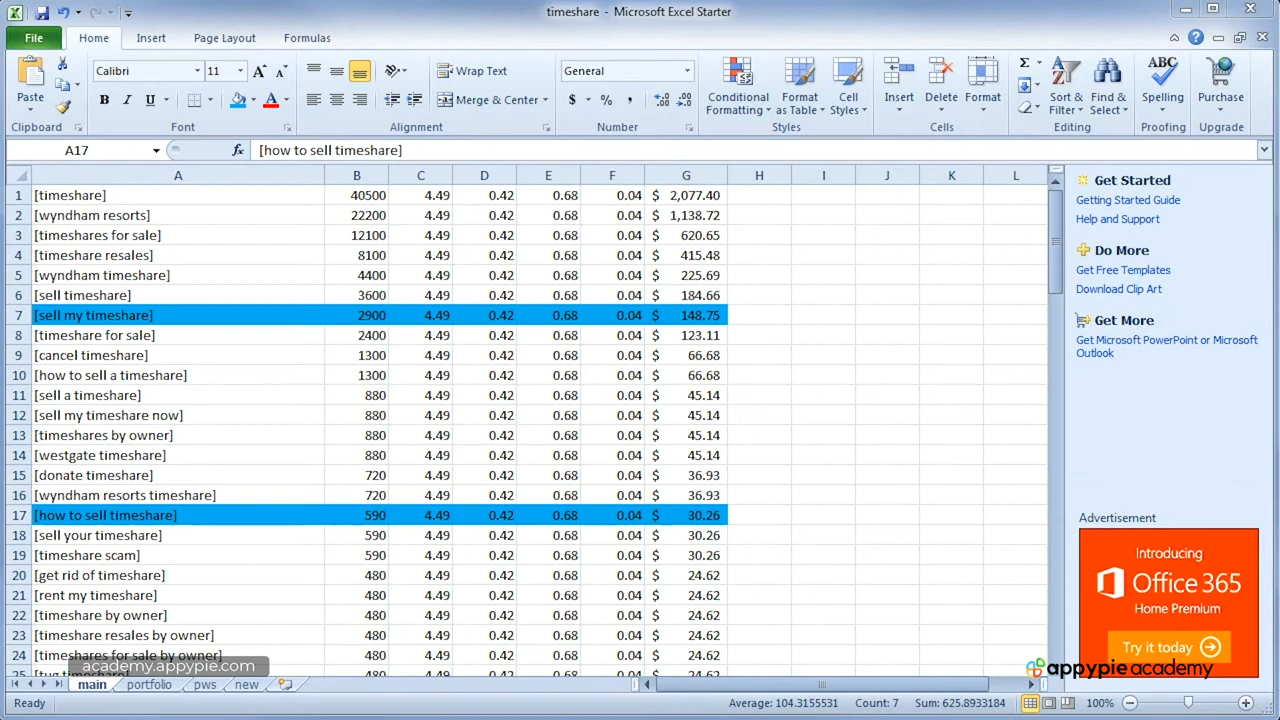 timeshare - Microsoft Excel Starter
File Home Insert Page Layout Formulas
Paste
Clipboard
Calibri 11
B I U
Font
Wrap Text
Merge & Center
Alignment
General
$ % ,
Number
Conditional Formatting
Format as Table
Cell Styles
Styles
Insert Delete Format
Cells
Sort & Filter
Find & Select
Editing
ABC
Spelling
Proofing
Purchase
Upgrade
A17 fx [how to sell timeshare]
A B C D E F G H I J K L
1 [timeshare] 40500 4.49 0.42 0.68 0.04 $ 2,077.40
2 [wyndham resorts] 22200 4.49 0.42 0.68 0.04 $ 1,138.72
3 [timeshares for sale] 12100 4.49 0.42 0.68 0.04 $ 620.65
4 [timeshare resales] 8100 4.49 0.42 0.68 0.04 $ 415.48
5 [wyndham timeshare] 4400 4.49 0.42 0.68 0.04 $ 225.69
6 [sell timeshare] 3600 4.49 0.42 0.68 0.04 $ 184.66
7 [sell my timeshare] 2900 4.49 0.42 0.68 0.04 $ 148.75
8 [timeshare for sale] 2400 4.49 0.42 0.68 0.04 $ 123.11
9 [cancel timeshare] 1300 4.49 0.42 0.68 0.04 $ 66.68
10 [how to sell a timeshare] 1300 4.49 0.42 0.68 0.04 $ 66.68
11 [sell a timeshare] 880 4.49 0.42 0.68 0.04 $ 45.14
12 [sell my timeshare now] 880 4.49 0.42 0.68 0.04 $ 45.14
13 [timeshares by owner] 880 4.49 0.42 0.68 0.04 $ 45.14
14 [westgate timeshare] 880 4.49 0.42 0.68 0.04 $ 45.14
15 [donate timeshare] 720 4.49 0.42 0.68 0.04 $ 36.93
16 [wyndham resorts timeshare] 720 4.49 0.42 0.68 0.04 $ 36.93
17 [how to sell timeshare] 590 4.49 0.42 0.68 0.04 $ 30.26
18 [sell your timeshare] 590 4.49 0.42 0.68 0.04 $ 30.26
19 [timeshare scam] 590 4.49 0.42 0.68 0.04 $ 30.26
20 [get rid of timeshare] 480 4.49 0.42 0.68 0.04 $ 24.62
21 [rent my timeshare] 480 4.49 0.42 0.68 0.04 $ 24.62
22 [timeshare by owner] 480 4.49 0.42 0.68 0.04 $ 24.62
23 [timeshare resales by owner] 480 4.49 0.42 0.68 0.04 $ 24.62
24 [timeshares for sale by owner] 480 4.49 0.42 0.68 0.04 $ 24.62
25 480 4.49 0.42 0.68 0.04 $ 24.62
academy.appypie.com
main portfolio pws new
Ready Average: 104.3155531 Count: 7 Sum: 625.8933184 100%
Get Started
Getting Started Guide
Help and Support
Do More
Get Free Templates
Download Clip Art
Get More
Get Microsoft PowerPoint or Microsoft
Outlook
Advertisement
Introducing
Office 365
Home Premium
Try it today
appypie academy